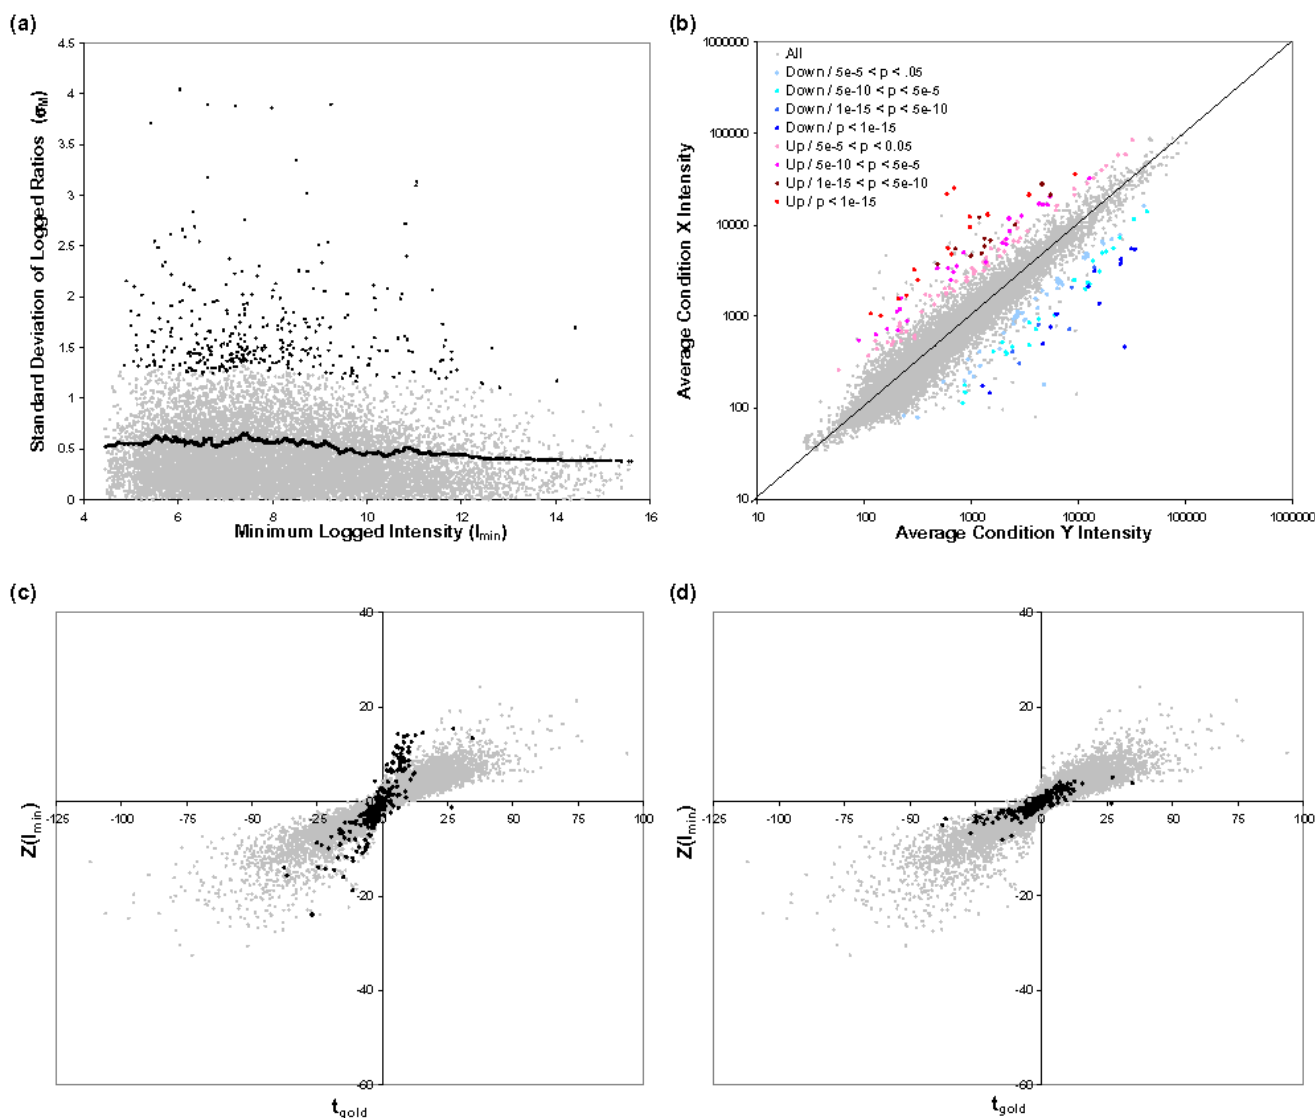 (a)
4.5
4
3.5
3
2.5
2
1.5
1
0.5
0
4
6
8
10
12
14
16
Standard Deviation of Logged Ratios (σM)
Minimum Logged Intensity (Imin)
(b)
1000000
100000
10000
1000
100
10
10
100
1000
10000
100000
1000000
All
Down / 5e-5 < p < .05
Down / 5e-10 < p < 5e-5
Down / 1e-15 < p < 5e-10
Down / p < 1e-15
Up / 5e-5 < p < 0.05
Up / 5e-10 < p < 5e-5
Up / 1e-15 < p < 5e-10
Up / p < 1e-15
Average Condition X Intensity
Average Condition Y Intensity
(c)
40
20
0
-20
-40
-60
-125
-100
-75
-50
-25
0
25
50
75
100
Z(Imin)
tgold
(d)
40
20
0
-20
-40
-60
-125
-100
-75
-50
-25
0
25
50
75
100
Z(Imin)
tgold